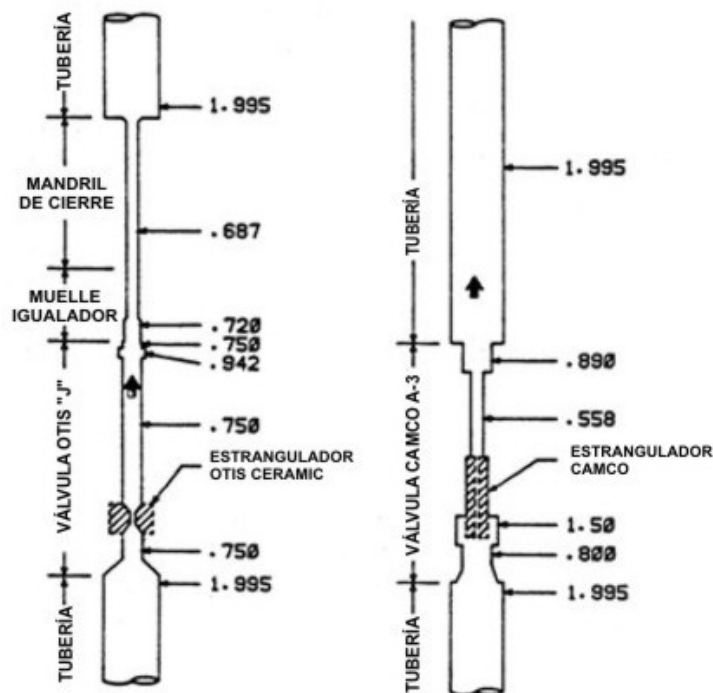 TUBERÍA
1.995
MANDRIL
DE CIERRE
.687
MUELLE
IGUALADOR
.720
.750
.942
VÁLVULA OTIS "J"
.750
ESTRANGULADOR
OTIS CERAMIC
.750
1.995
TUBERÍA
TUBERÍA
1.995
.890
VÁLVULA CAMCO A-3
.558
ESTRANGULADOR
CAMCO
1.50
.800
1.995
TUBERÍA